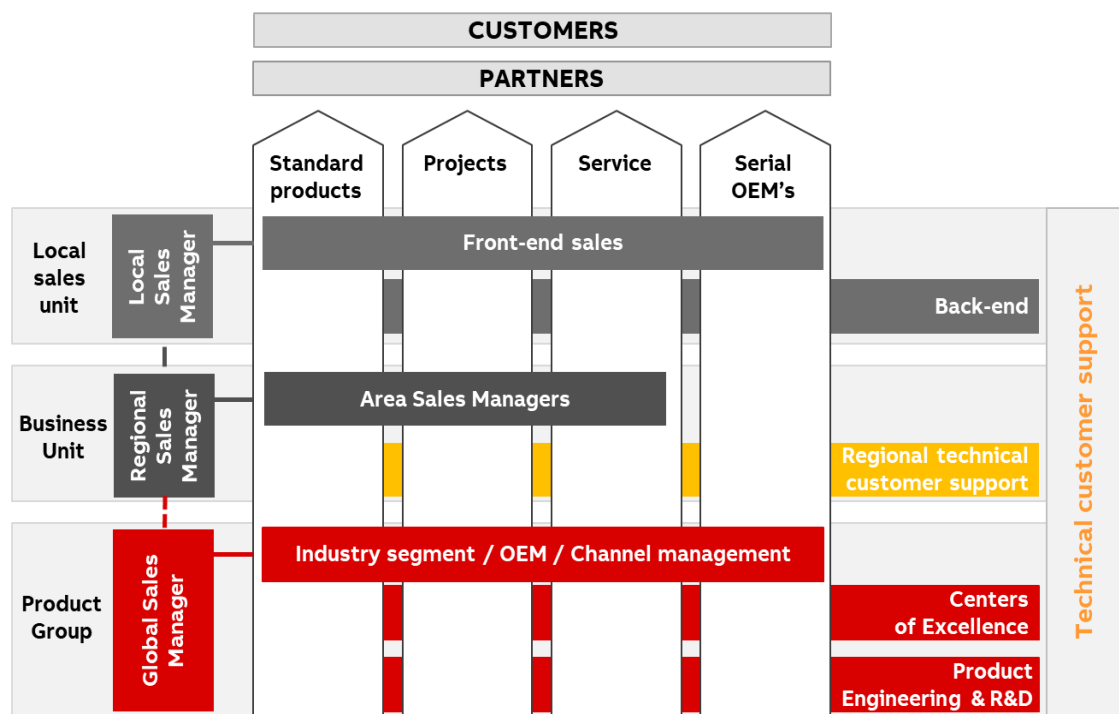 CUSTOMERS
PARTNERS
Standard
products
Projects
Service
Serial
OEM’s
Local
sales
unit
Local
Sales
Manager
Front-end sales
Back-end
Business
Unit
Regional
Sales
Manager
Area Sales Managers
Regional technical
customer support
Product
Group
Global Sales
Manager
Industry segment / OEM / Channel management
Centers
of Excellence
Product
Engineering & R&D
Technical customer support